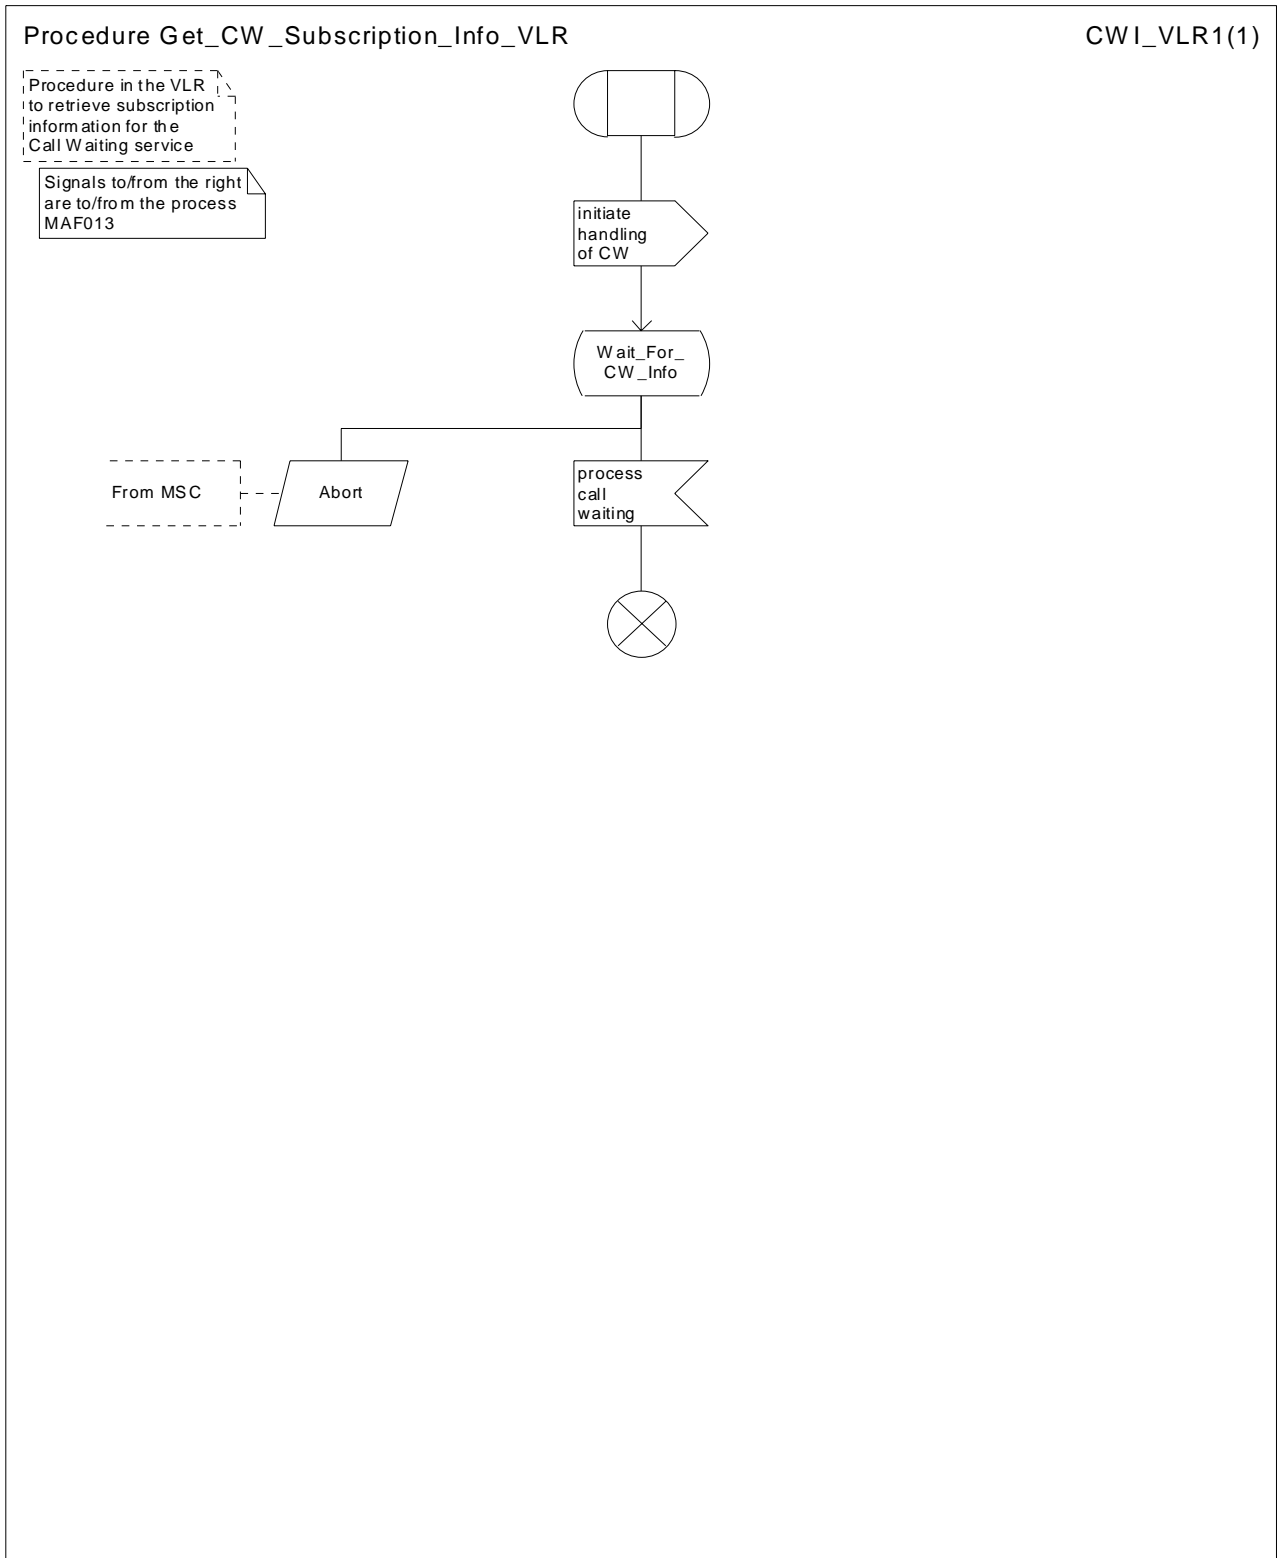 Procedure Get_CW_Subscription_Info_VLR
CWI_VLR1(1)
Procedure in the VLR
to retrieve subscription
information for the
Call Waiting service
Signals to/from the right
are to/from the process
MAF013
initiate
handling
of CW
Wait_For_
CW_Info
From MSC
Abort
process
call
waiting